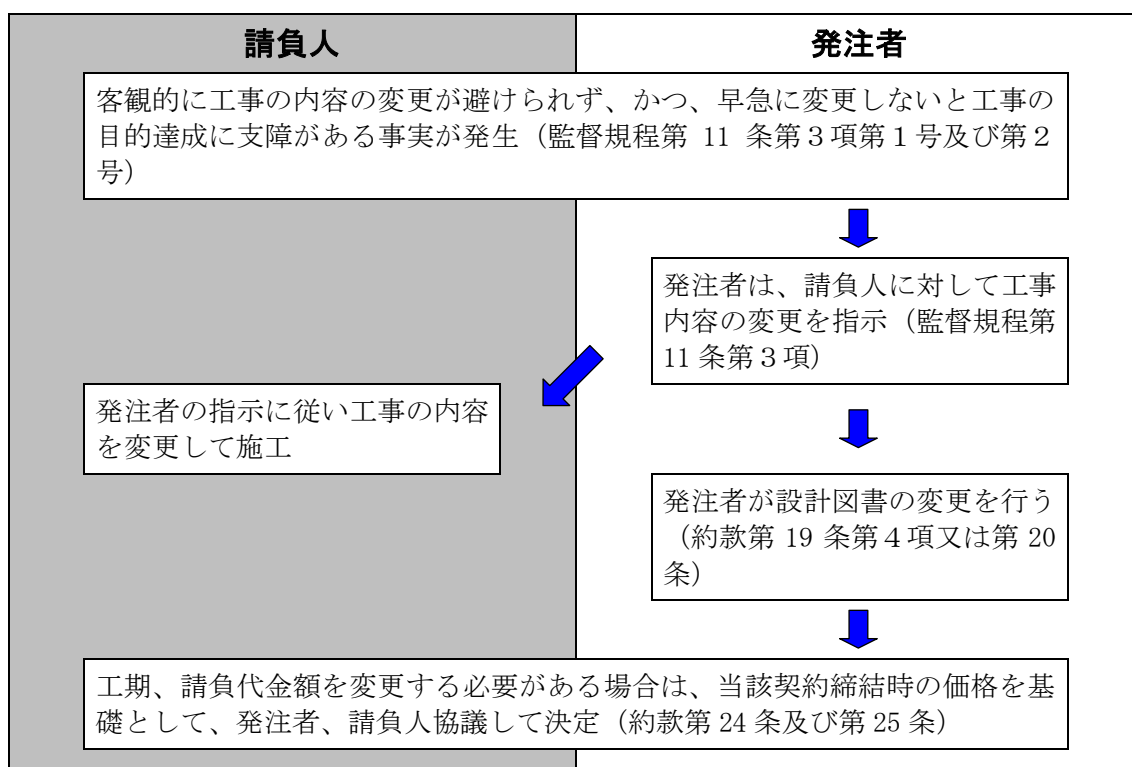 請負人
発注者
客観的に工事の内容の変更が避けられず、かつ、早急に変更しないと工事の
目的達成に支障がある事実が発生（監督規程第 11 条第３項第１号及び第２
号）
発注者は、請負人に対して工事
内容の変更を指示（監督規程第
11 条第３項）
発注者の指示に従い工事の内容
を変更して施工
発注者が設計図書の変更を行う
（約款第 19 条第４項又は第 20
条）
工期、請負代金額を変更する必要がある場合は、当該契約締結時の価格を基
礎として、発注者、請負人協議して決定（約款第 24 条及び第 25 条）